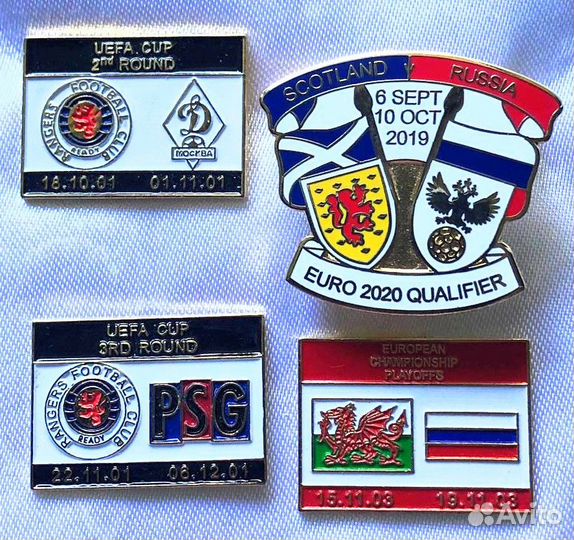 UEFA CUP
2nd ROUND
RANGERS FOOTBALL CLUB
READY
Д
МОСКВА
18.10.01 01.11.01
SCOTLAND V RUSSIA
6 SEPT
10 OCT
2019
EURO 2020 QUALIFIER
UEFA CUP
3RD ROUND
RANGERS FOOTBALL CLUB
READY
PSG
22.11.01 06.12.01
EUROPEAN
CHAMPIONSHIP
PLAYOFFS
15.11.03 19.11.03
Avito